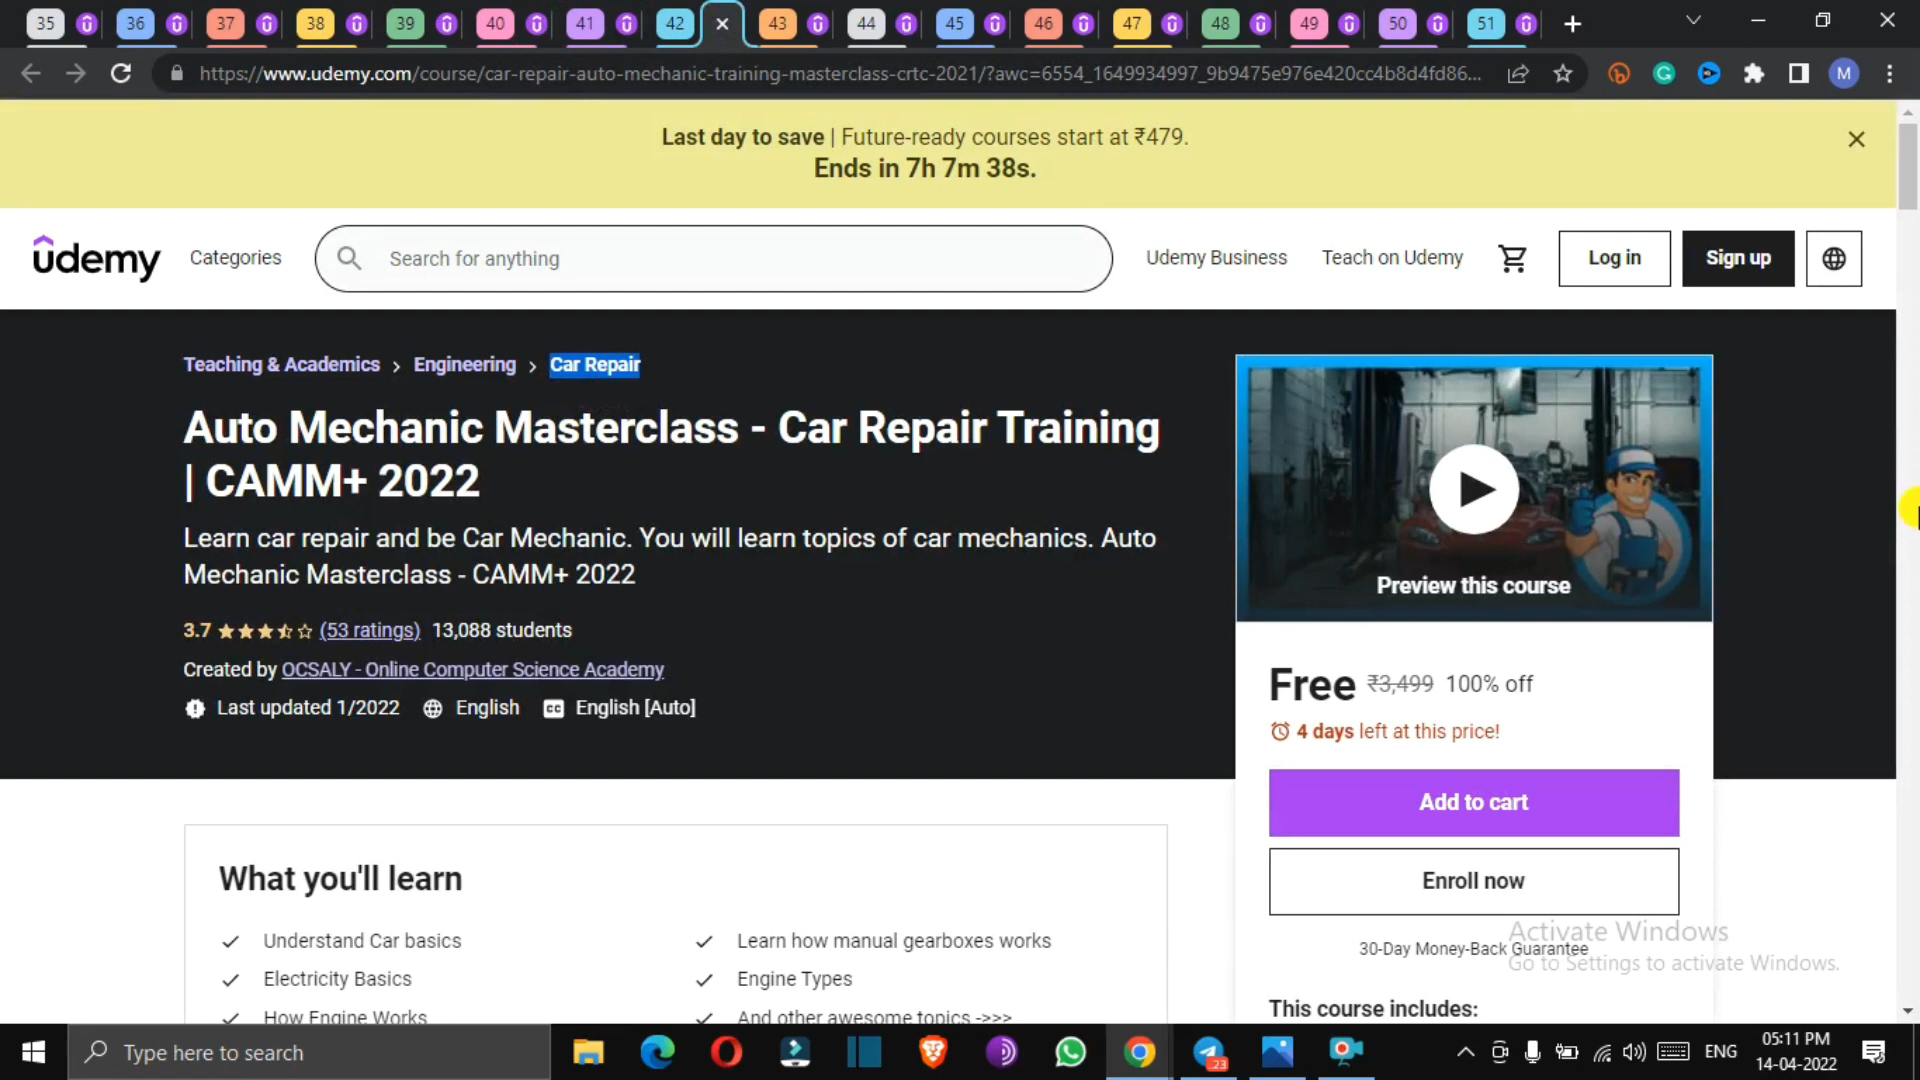 35 36 37 38 39 40 41 42 43 44 45 46 47 48 49 50 51
https://www.udemy.com/course/car-repair-auto-mechanic-training-masterclass-crtc-2021/?awc=6554_1649934997_9b9475e976e420cc4b8d4fd86...
M
Last day to save | Future-ready courses start at ₹479.
Ends in 7h 7m 38s.
ûdemy Categories Search for anything Udemy Business Teach on Udemy Log in Sign up
Teaching & Academics > Engineering > Car Repair
Auto Mechanic Masterclass - Car Repair Training
| CAMM+ 2022
Learn car repair and be Car Mechanic. You will learn topics of car mechanics. Auto
Mechanic Masterclass - CAMM+ 2022
3.7 (53 ratings) 13,088 students
Created by OCSALY - Online Computer Science Academy
Last updated 1/2022 English CC English [Auto]
Preview this course
Free ₹3,499 100% off
4 days left at this price!
Add to cart
Enroll now
30-Day Money-Back Guarantee
This course includes:
What you'll learn
Understand Car basics
Learn how manual gearboxes works
Electricity Basics
Engine Types
How Engine Works
And other awesome topics ->>>
Activate Windows
Go to Settings to activate Windows.
Type here to search
23
ENG
05:11 PM
14-04-2022